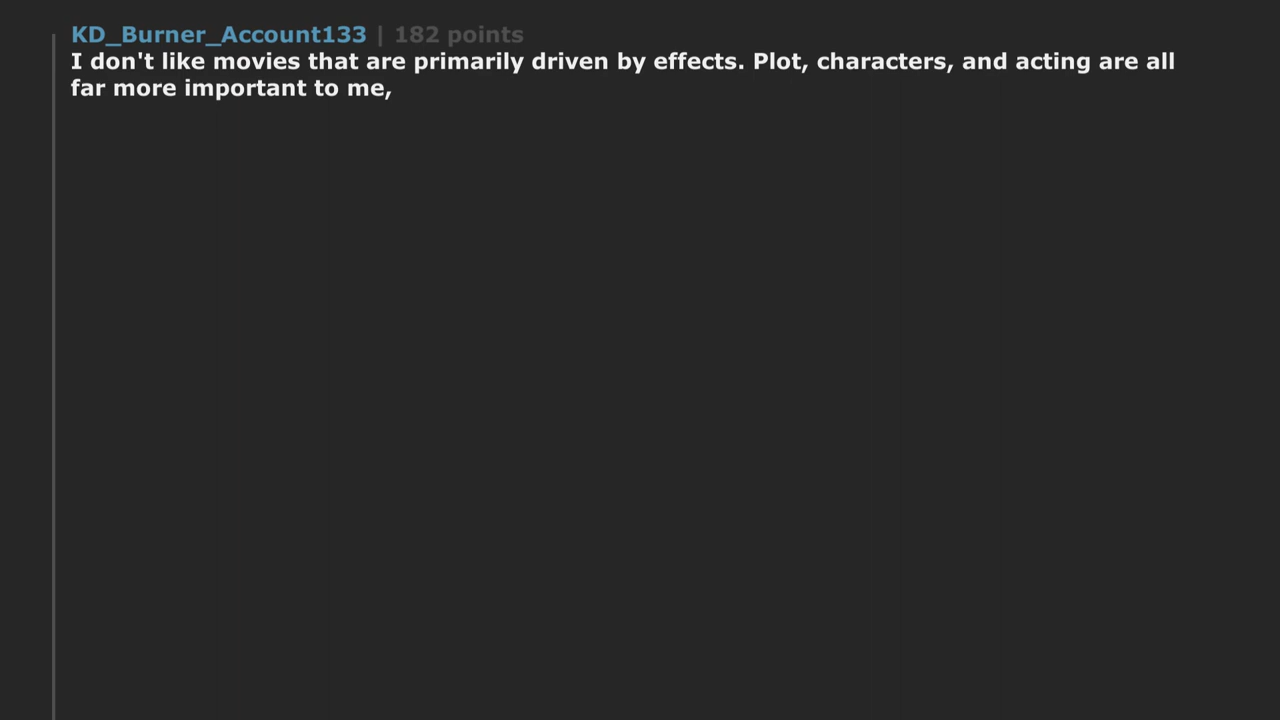 KD_Burner_Account133 | 182 points
I don't like movies that are primarily driven by effects. Plot, characters, and acting are all
far more important to me,